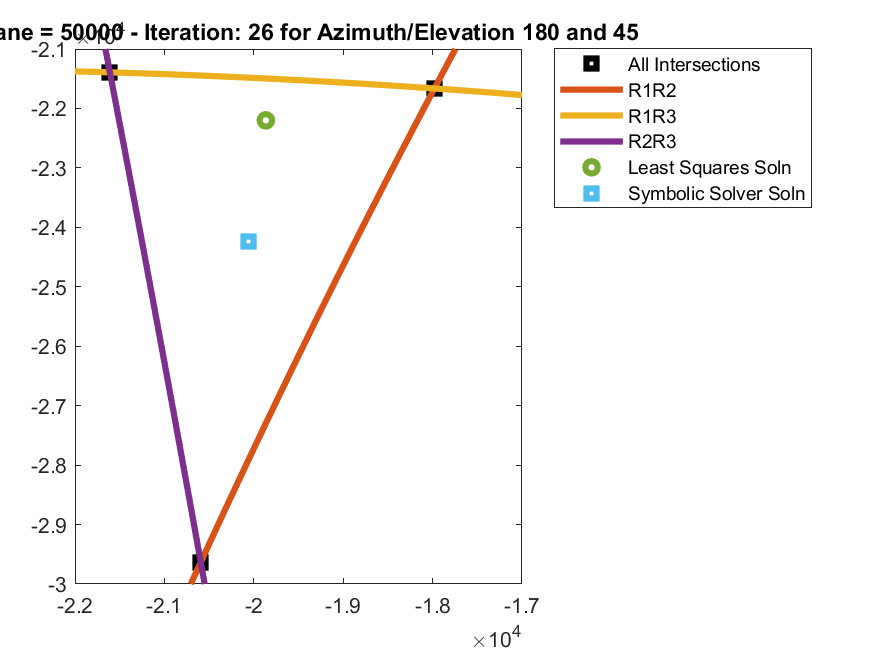 ane = 50000 - Iteration: 26 for Azimuth/Elevation 180 and 45
×10^4
-2.1
-2.2
-2.3
-2.4
-2.5
-2.6
-2.7
-2.8
-2.9
-3
-2.2 -2.1 -2 -1.9 -1.8 -1.7
×10^4
All Intersections
R1R2
R1R3
R2R3
Least Squares Soln
Symbolic Solver Soln